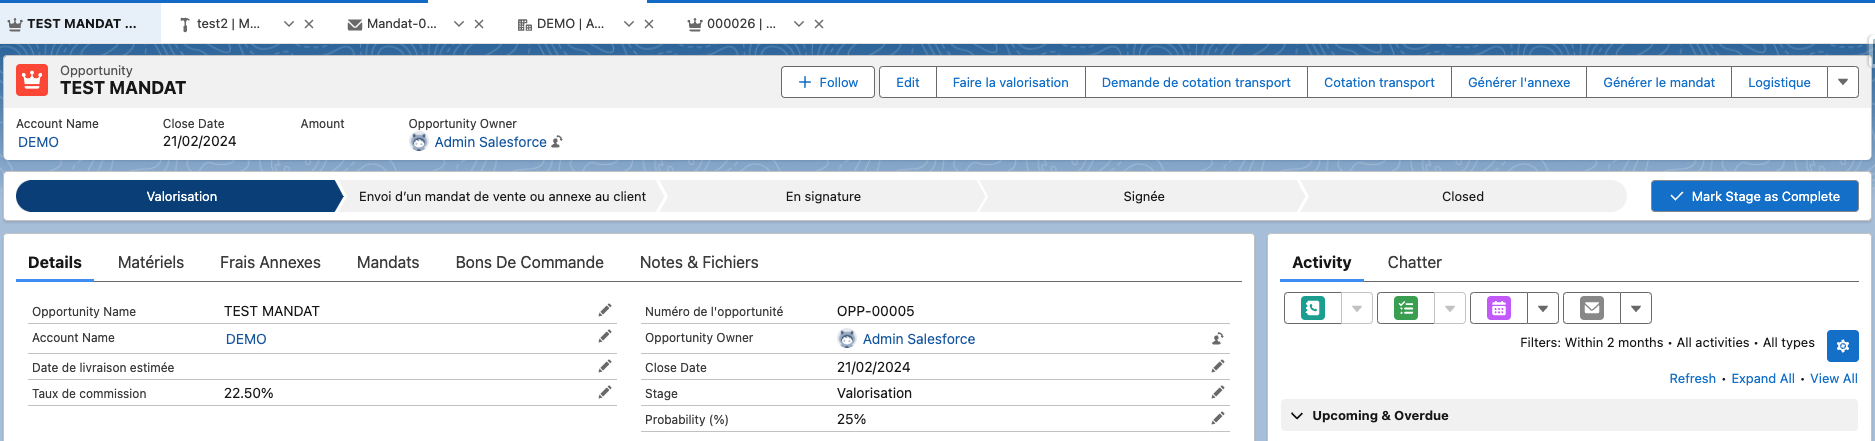 TEST MANDAT ...
test2 | M...
Mandat-0...
DEMO | A...
000026 | ...
Opportunity
TEST MANDAT
+ Follow
Edit
Faire la valorisation
Demande de cotation transport
Cotation transport
Générer l'annexe
Générer le mandat
Logistique
Account Name
Close Date
Amount
Opportunity Owner
DEMO
21/02/2024
Admin Salesforce
Valorisation
Envoi d'un mandat de vente ou annexe au client
En signature
Signée
Closed
Mark Stage as Complete
Details
Matériels
Frais Annexes
Mandats
Bons De Commande
Notes & Fichiers
Opportunity Name
TEST MANDAT
Account Name
DEMO
Date de livraison estimée
Taux de commission
22.50%
Numéro de l'opportunité
OPP-00005
Opportunity Owner
Admin Salesforce
Close Date
21/02/2024
Stage
Valorisation
Probability (%)
25%
Activity
Chatter
Filters: Within 2 months • All activities • All types
Refresh • Expand All • View All
Upcoming & Overdue